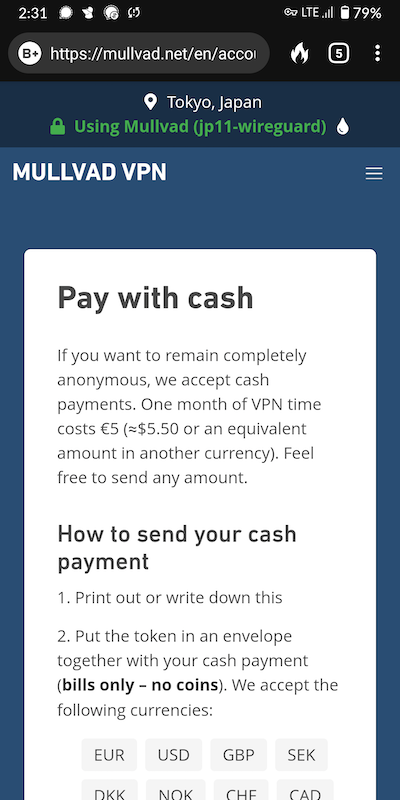 2:31
LTE
79%
B+
https://mullvad.net/en/accou
5
Tokyo, Japan
Using Mullvad (jp11-wireguard)
MULLVAD VPN
Pay with cash
If you want to remain completely
anonymous, we accept cash
payments. One month of VPN time
costs €5 (≈$5.50 or an equivalent
amount in another currency). Feel
free to send any amount.
How to send your cash
payment
1. Print out or write down this
2. Put the token in an envelope
together with your cash payment
(bills only – no coins). We accept the
following currencies:
EUR USD GBP SEK
DKK NOK CHF CAD